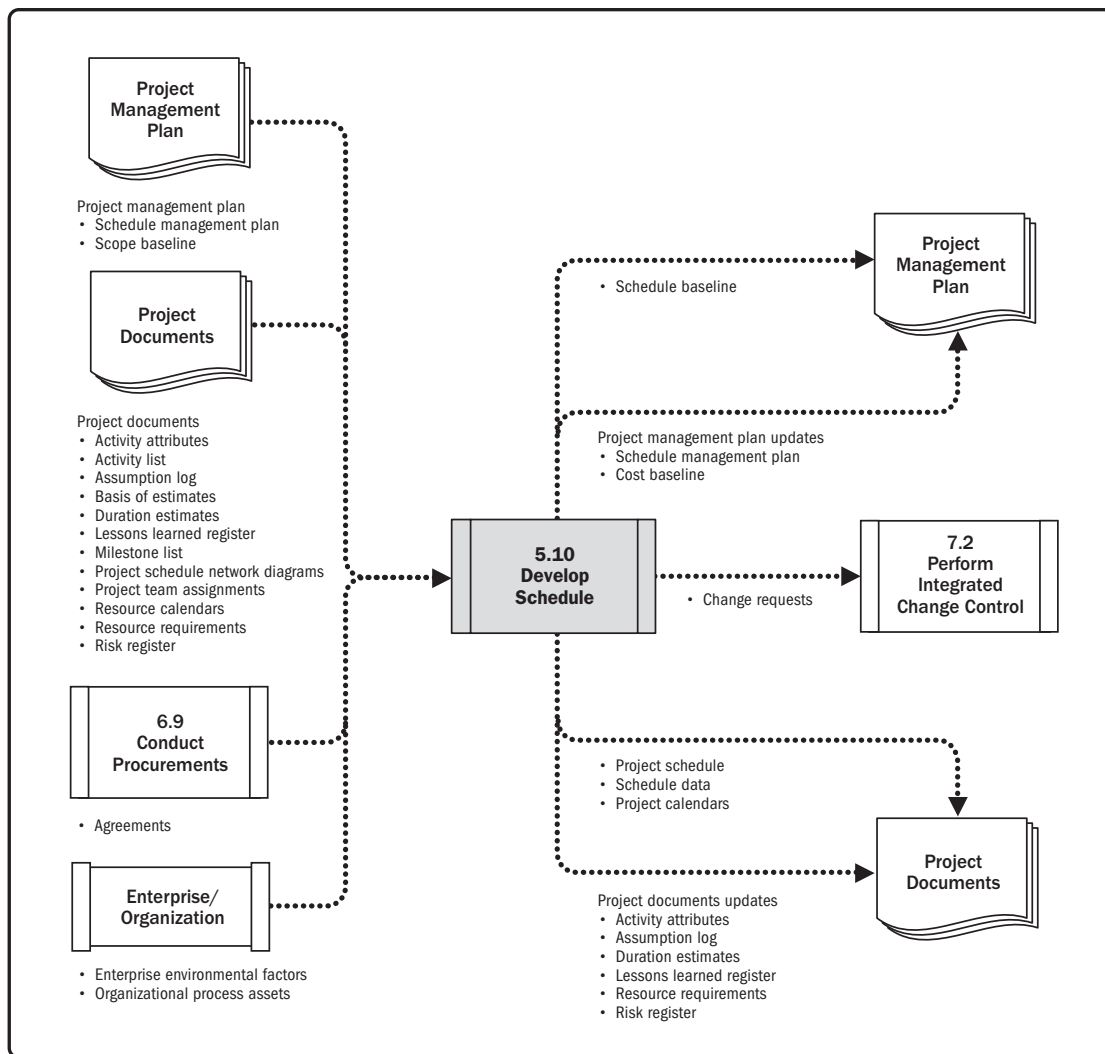 Project
Management
Plan
Project management plan
• Schedule management plan
• Scope baseline
Project
Documents
Project documents
• Activity attributes
• Activity list
• Assumption log
• Basis of estimates
• Duration estimates
• Lessons learned register
• Milestone list
• Project schedule network diagrams
• Project team assignments
• Resource calendars
• Resource requirements
• Risk register
6.9
Conduct
Procurements
• Agreements
Enterprise/
Organization
• Enterprise environmental factors
• Organizational process assets
5.10
Develop
Schedule
• Schedule baseline
Project
Management
Plan
Project management plan updates
• Schedule management plan
• Cost baseline
• Change requests
7.2
Perform
Integrated
Change Control
• Project schedule
• Schedule data
• Project calendars
Project
Documents
Project documents updates
• Activity attributes
• Assumption log
• Duration estimates
• Lessons learned register
• Resource requirements
• Risk register